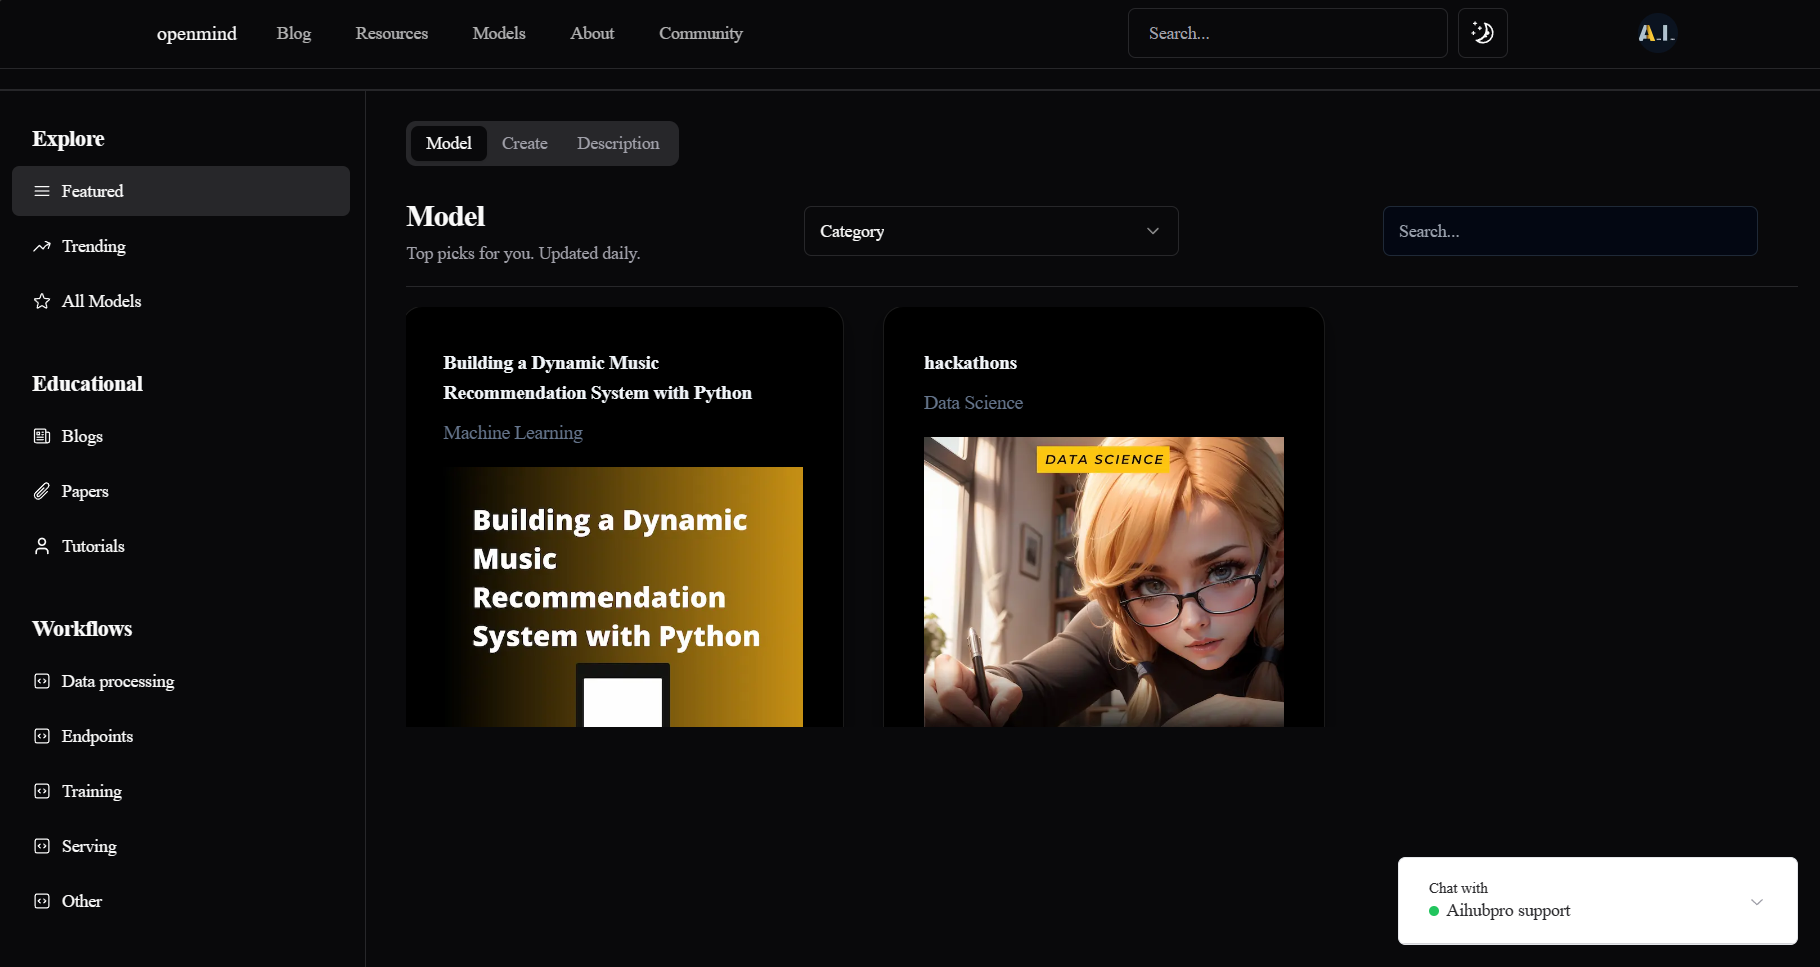 openmind
Blog
Resources
Models
About
Community
Search...
A.I.
Explore
Featured
Trending
All Models
Educational
Blogs
Papers
Tutorials
Workflows
Data processing
Endpoints
Training
Serving
Other
Model
Create
Description
Model
Top picks for you. Updated daily.
Category
Search...
Building a Dynamic Music
Recommendation System with Python
Machine Learning
Building a Dynamic
Music
Recommendation
System with Python
hackathons
Data Science
DATA SCIENCE
Chat with
Aihubpro support